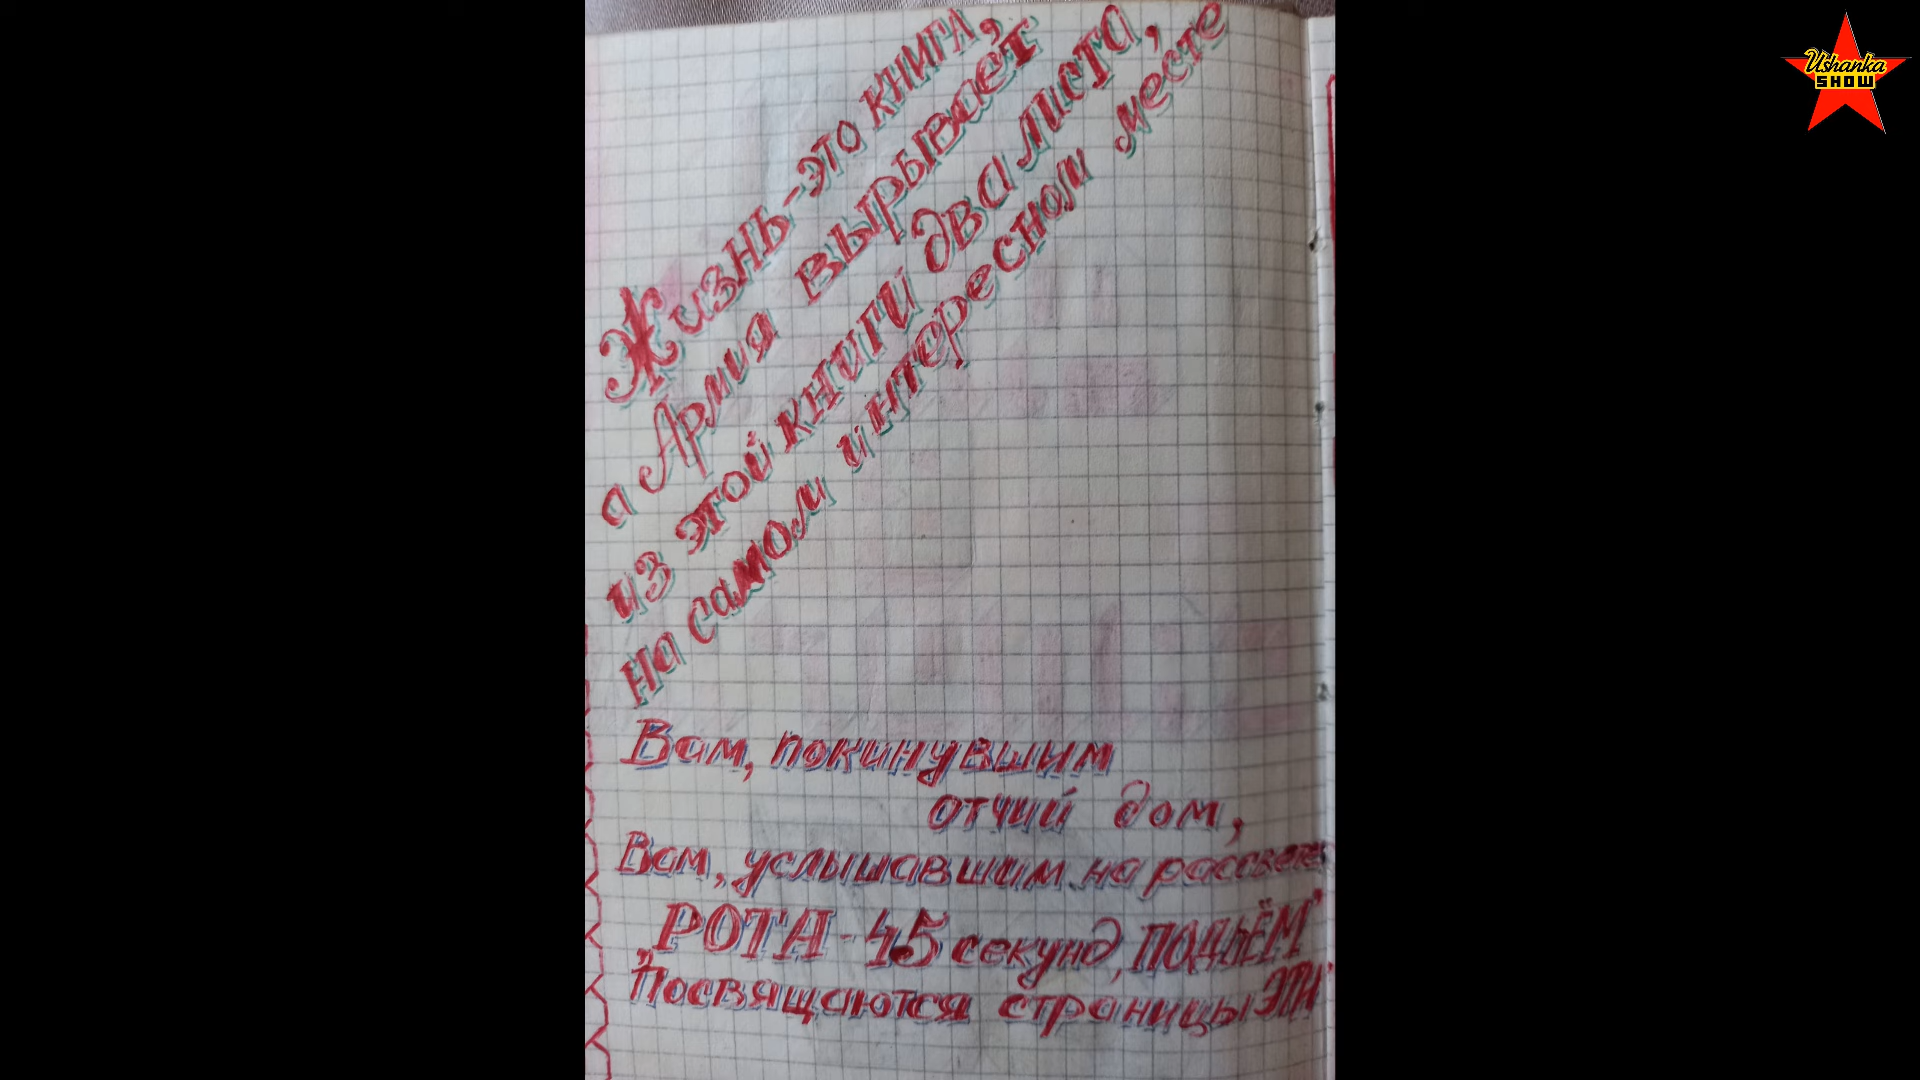 Жизнь - это книга,
а Армия вырывает
из этой книги два листа,
на самом интересном месте
Вам, покинувшим
отчий дом,
Вам, услышавшим на рассвете
„РОТА - 45 секунд, ПОДЪЁМ"
Посвящаются страницы эти
Ushanka
SHOW